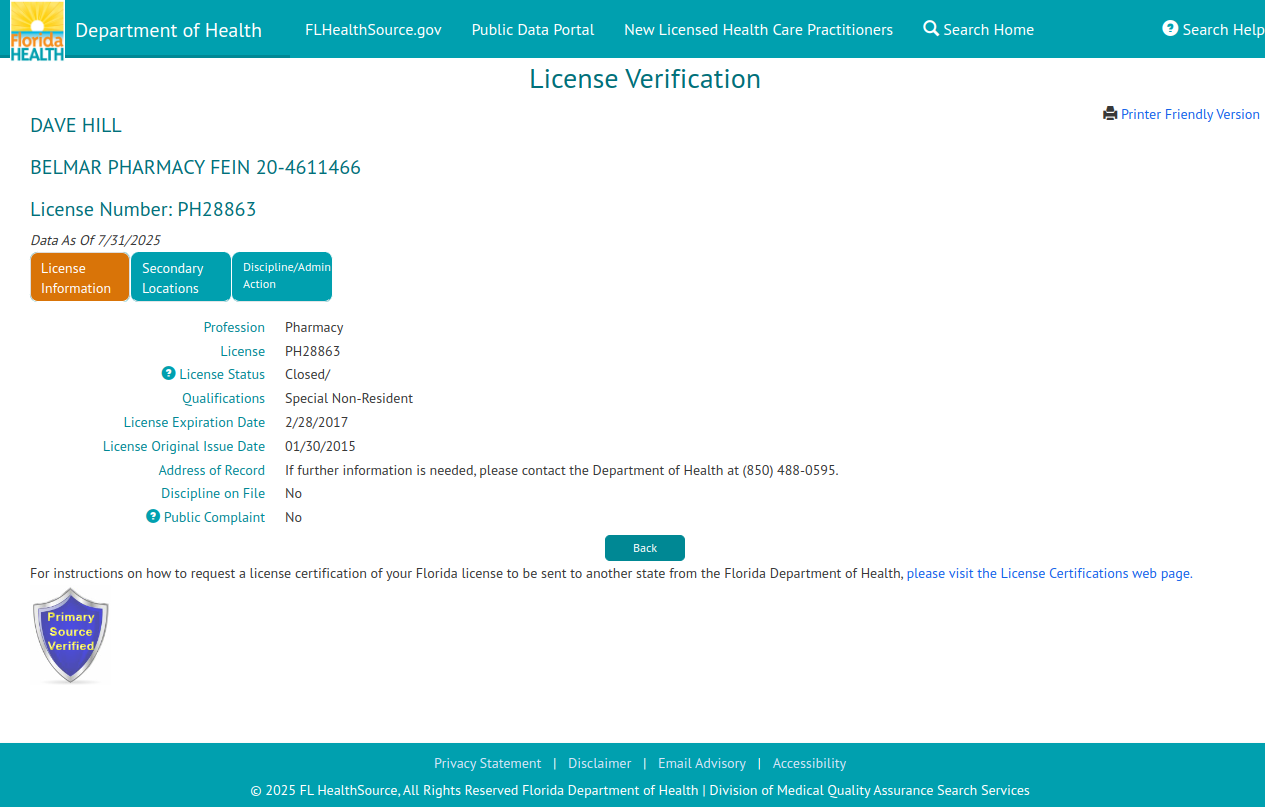 Florida
HEALTH
Department of Health
FLHealthSource.gov
Public Data Portal
New Licensed Health Care Practitioners
Search Home
Search Help
License Verification
Printer Friendly Version
DAVE HILL
BELMAR PHARMACY FEIN 20-4611466
License Number: PH28863
Data As Of 7/31/2025
License
Information
Secondary
Locations
Discipline/Admin
Action
Profession Pharmacy
License PH28863
? License Status Closed/
Qualifications Special Non-Resident
License Expiration Date 2/28/2017
License Original Issue Date 01/30/2015
Address of Record If further information is needed, please contact the Department of Health at (850) 488-0595.
Discipline on File No
? Public Complaint No
Back
For instructions on how to request a license certification of your Florida license to be sent to another state from the Florida Department of Health, please visit the License Certifications web page.
Primary
Source
Verified
Privacy Statement | Disclaimer | Email Advisory | Accessibility
© 2025 FL HealthSource, All Rights Reserved Florida Department of Health | Division of Medical Quality Assurance Search Services